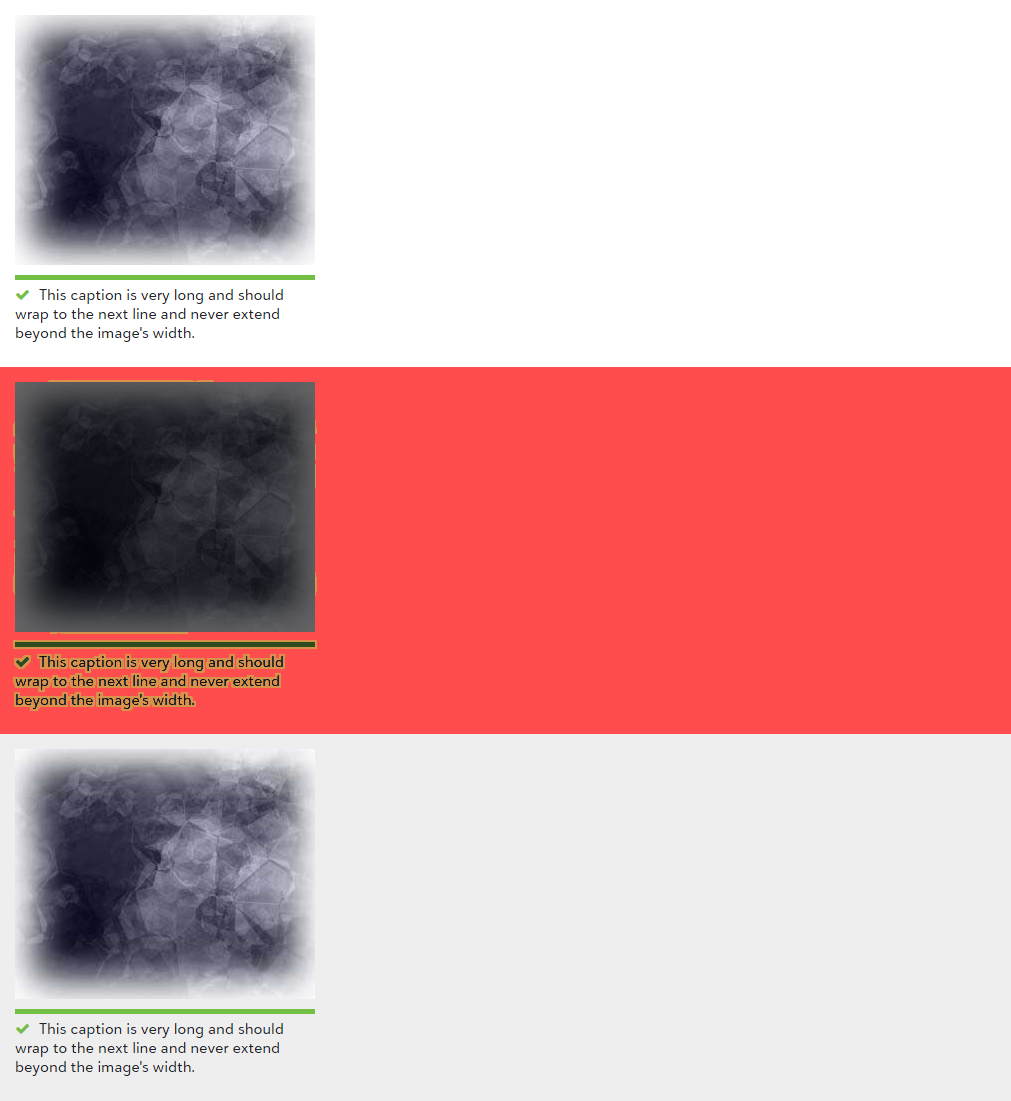 This caption is very long and should
wrap to the next line and never extend
beyond the image's width.
This caption is very long and should
wrap to the next line and never extend
beyond the image's width.
This caption is very long and should
wrap to the next line and never extend
beyond the image's width.